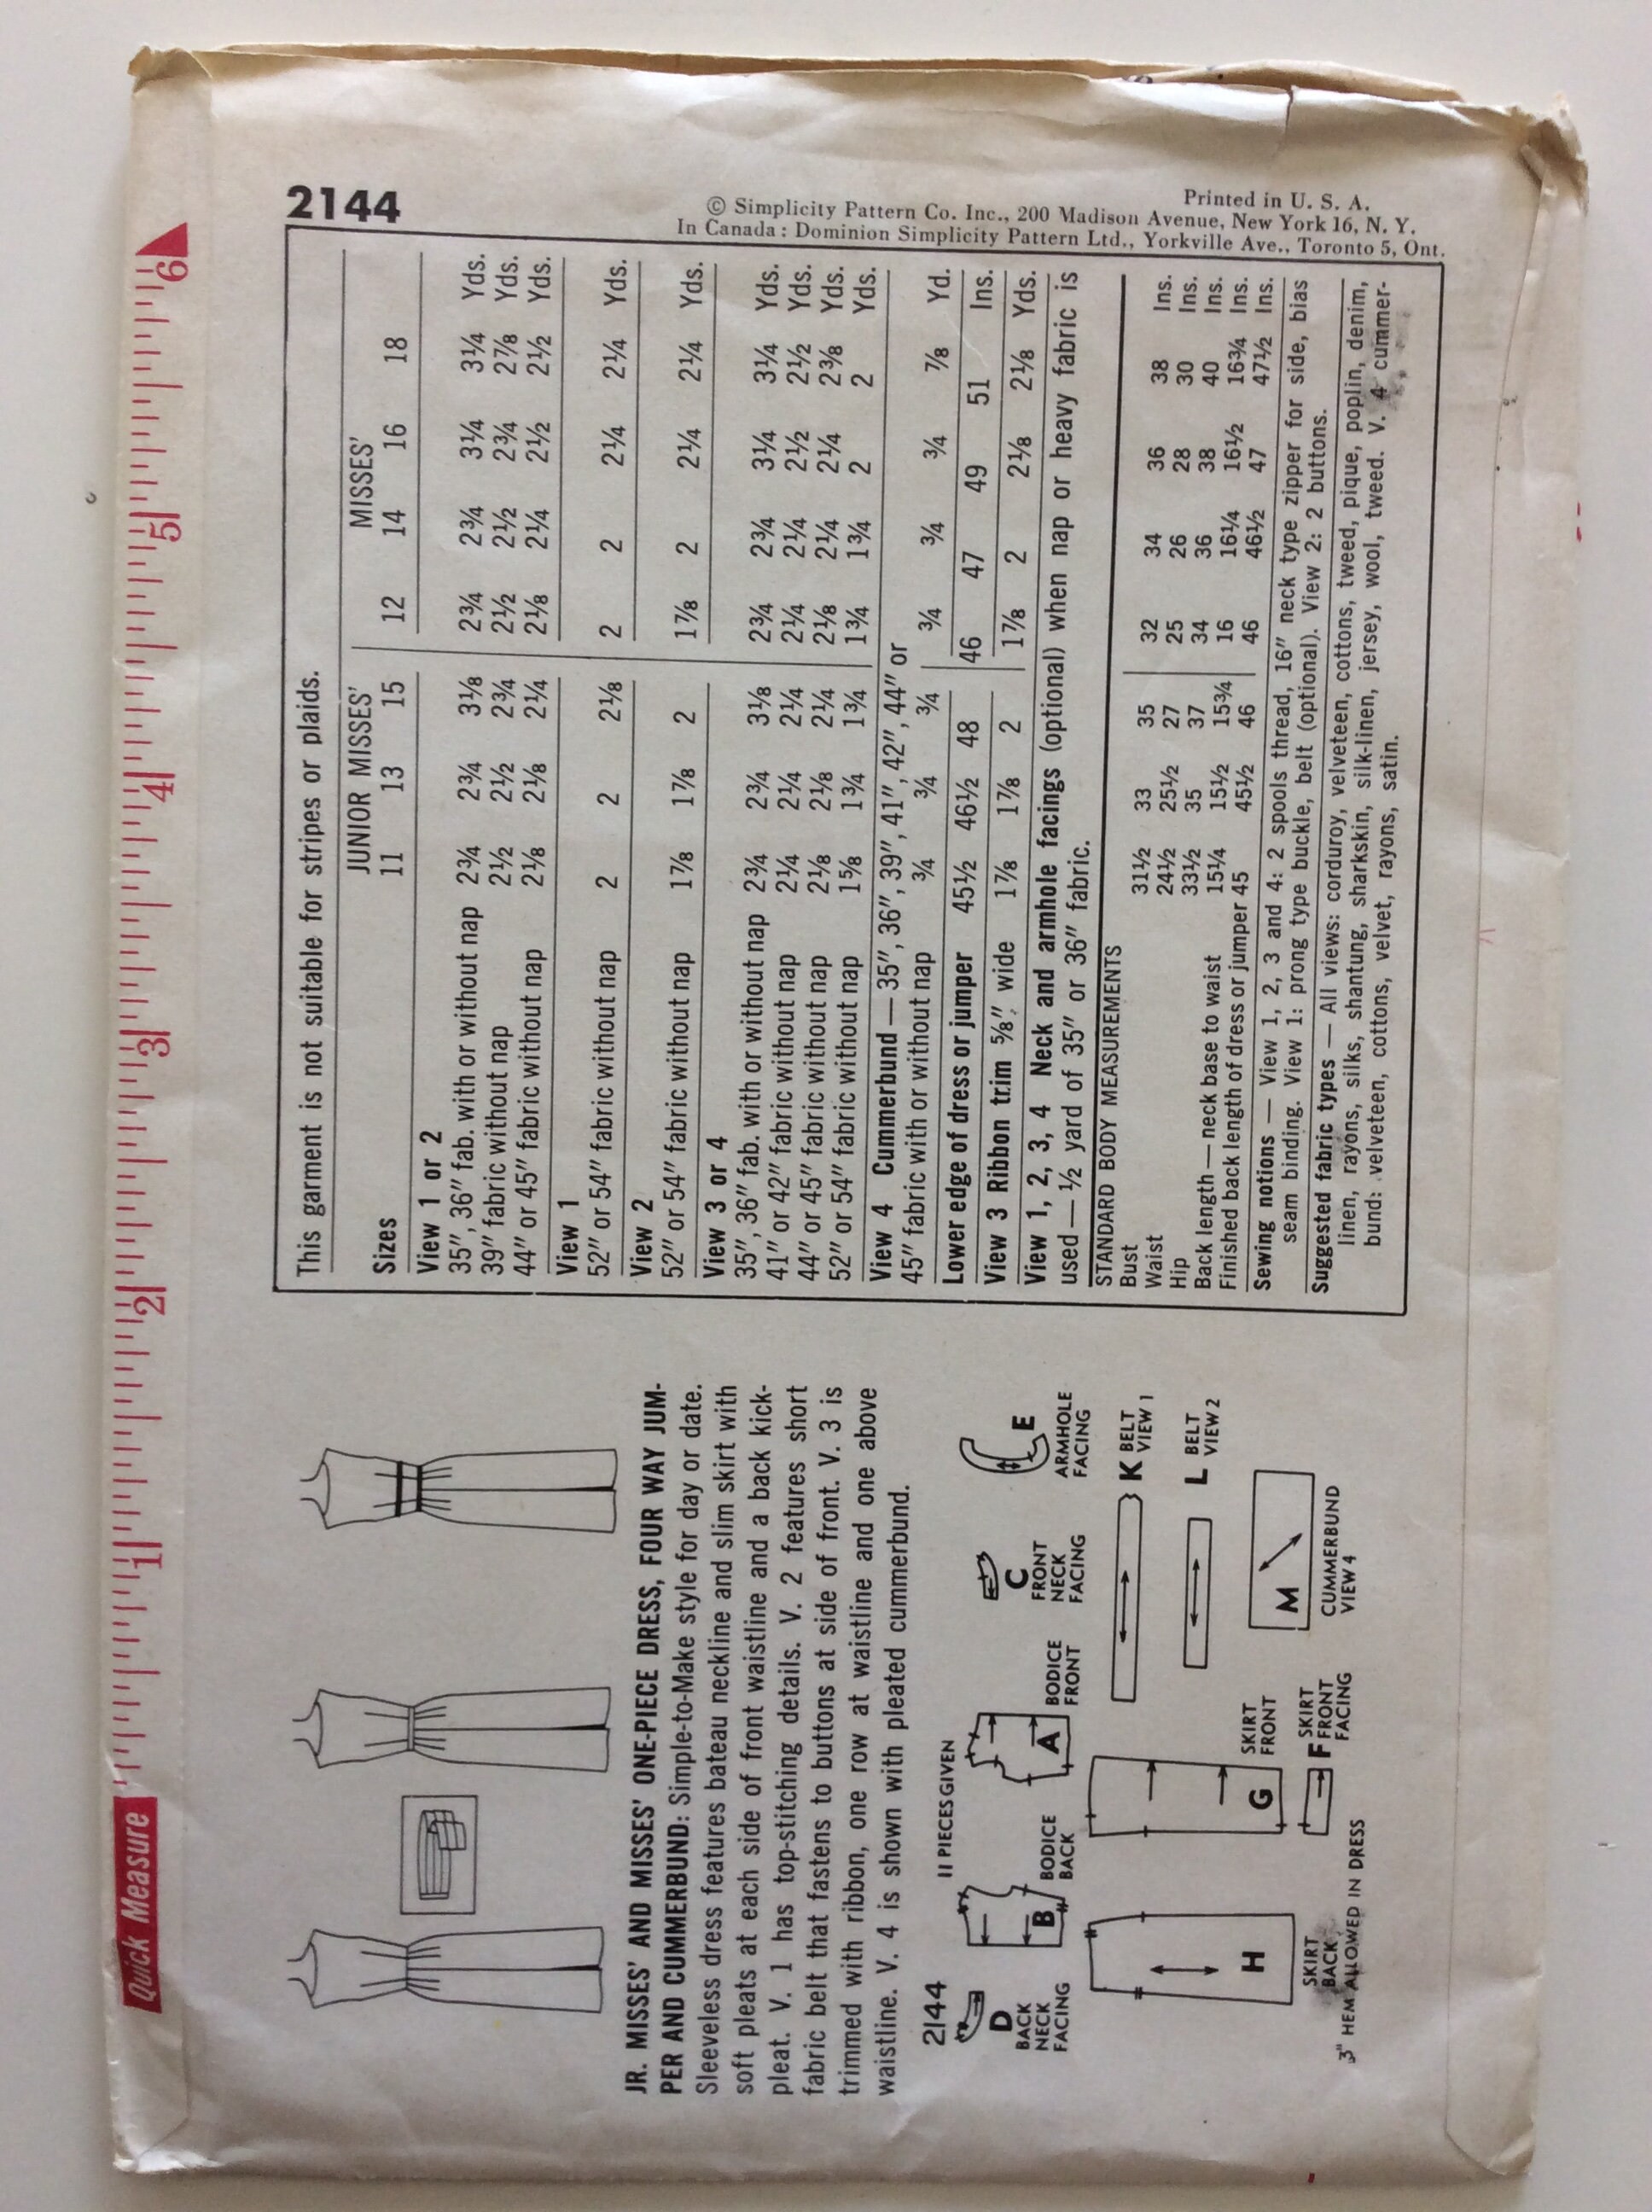 Quick Measure 1 2 3 4 5 6
2144
© Simplicity Pattern Co. Inc., 200 Madison Avenue, New York 16, N. Y.
Printed in U. S. A.
In Canada: Dominion Simplicity Pattern Ltd., Yorkville Ave., Toronto 5, Ont.
JR. MISSES' AND MISSES' ONE-PIECE DRESS, FOUR WAY JUM-
PER AND CUMMERBUND: Simple-to-Make style for day or date.
Sleeveless dress features bateau neckline and slim skirt with
soft pleats at each side of front waistline and a back kick-
pleat. V. 1 has top-stitching details. V. 2 features short
fabric belt that fastens to buttons at side of front. V. 3 is
trimmed with ribbon, one row at waistline and one above
waistline. V. 4 is shown with pleated cummerbund.
2144
11 PIECES GIVEN
D
BACK
NECK
FACING
B
BODICE
BACK
A
BODICE
FRONT
C
FRONT
NECK
FACING
E
ARMHOLE
FACING
H
SKIRT
BACK
G
SKIRT
FRONT
F SKIRT
FRONT
FACING
K BELT
VIEW 1
L BELT
VIEW 2
M
CUMMERBUND
VIEW 4
3" HEM ALLOWED IN DRESS
This garment is not suitable for stripes or plaids.
JUNIOR MISSES' MISSES'
Sizes 11 13 15 12 14 16 18
View 1 or 2
35", 36" fab. with or without nap 2¾ 2¾ 3⅛ 2¾ 2¾ 3¼ 3¼ Yds.
39" fabric without nap 2½ 2½ 2¾ 2½ 2½ 2¾ 2⅞ Yds.
44" or 45" fabric without nap 2⅛ 2⅛ 2¼ 2⅛ 2¼ 2½ 2½ Yds.
View 1
52" or 54" fabric without nap 2 2 2⅛ 2 2 2¼ 2¼ Yds.
View 2
52" or 54" fabric without nap 1⅞ 1⅞ 2 1⅞ 2 2¼ 2¼ Yds.
View 3 or 4
35", 36" fab. with or without nap 2¾ 2¾ 3⅛ 2¾ 2¾ 3¼ 3¼ Yds.
41" or 42" fabric without nap 2¼ 2¼ 2¼ 2¼ 2¼ 2½ 2½ Yds.
44" or 45" fabric without nap 2⅛ 2⅛ 2¼ 2⅛ 2¼ 2¼ 2⅜ Yds.
52" or 54" fabric without nap 1⅝ 1¾ 1¾ 1¾ 1¾ 2 2 Yds.
View 4 Cummerbund — 35", 36", 39", 41", 42", 44" or
45" fabric with or without nap ¾ ¾ ¾ ¾ ¾ ¾ ⅞ Yd.
Lower edge of dress or jumper 45½ 46½ 48 46 47 49 51 Ins.
View 3 Ribbon trim ⅝" wide 1⅞ 1⅞ 2 1⅞ 2 2⅛ 2⅛ Yds.
View 1, 2, 3, 4 Neck and armhole facings (optional) when nap or heavy fabric is
used — ½ yard of 35" or 36" fabric.
STANDARD BODY MEASUREMENTS
Bust 31½ 33 35 32 34 36 38 Ins.
Waist 24½ 25½ 27 25 26 28 30 Ins.
Hip 33½ 35 37 34 36 38 40 Ins.
Back length — neck base to waist 15¼ 15½ 15¾ 16 16¼ 16½ 16¾ Ins.
Finished back length of dress or jumper 45 45½ 46 46 46½ 47 47½ Ins.
Sewing notions — View 1, 2, 3 and 4: 2 spools thread, 16" neck type zipper for side, bias
seam binding. View 1: prong type buckle, belt (optional). View 2: 2 buttons.
Suggested fabric types — All views: corduroy, velveteen, cottons, tweed, pique, poplin, denim,
linen, rayons, silks, shantung, sharkskin, silk-linen, jersey, wool, tweed. V. 4 cummer-
bund: velveteen, cottons, velvet, rayons, satin.